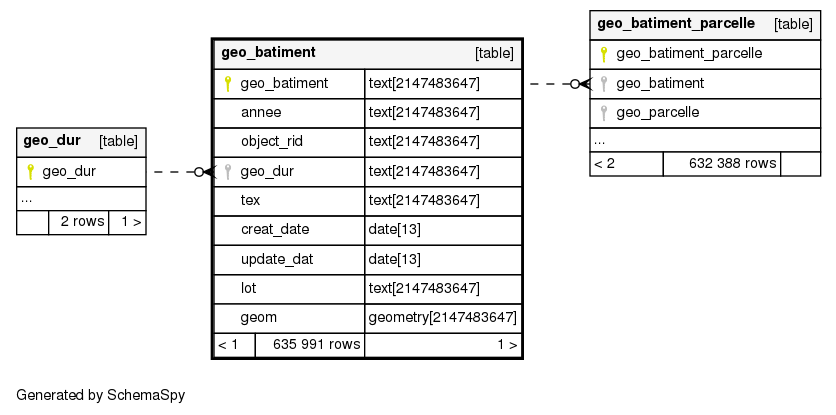 geo_batiment_parcelle [table]
geo_batiment_parcelle
geo_batiment
geo_parcelle
...
< 2 632 388 rows
geo_batiment [table]
geo_batiment text[2147483647]
annee text[2147483647]
object_rid text[2147483647]
geo_dur text[2147483647]
tex text[2147483647]
creat_date date[13]
update_dat date[13]
lot text[2147483647]
geom geometry[2147483647]
< 1 635 991 rows 1 >
geo_dur [table]
geo_dur
...
2 rows 1 >
Generated by SchemaSpy